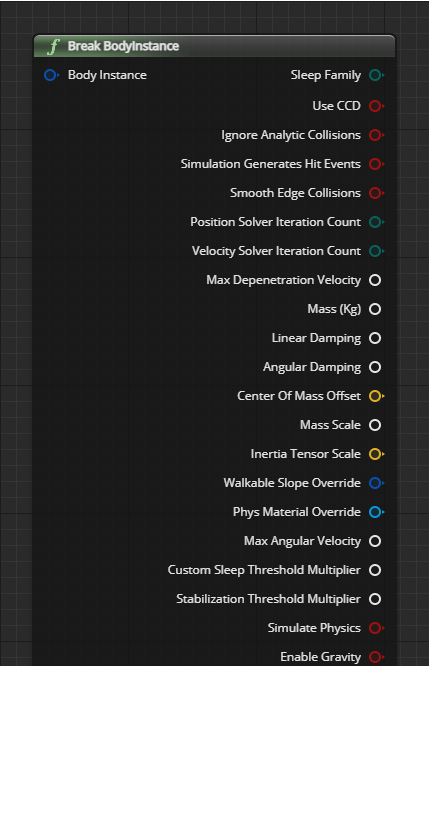 f Break BodyInstance
Body Instance Sleep Family
Use CCD
Ignore Analytic Collisions
Simulation Generates Hit Events
Smooth Edge Collisions
Position Solver Iteration Count
Velocity Solver Iteration Count
Max Depenetration Velocity
Mass (Kg)
Linear Damping
Angular Damping
Center Of Mass Offset
Mass Scale
Inertia Tensor Scale
Walkable Slope Override
Phys Material Override
Max Angular Velocity
Custom Sleep Threshold Multiplier
Stabilization Threshold Multiplier
Simulate Physics
Enable Gravity